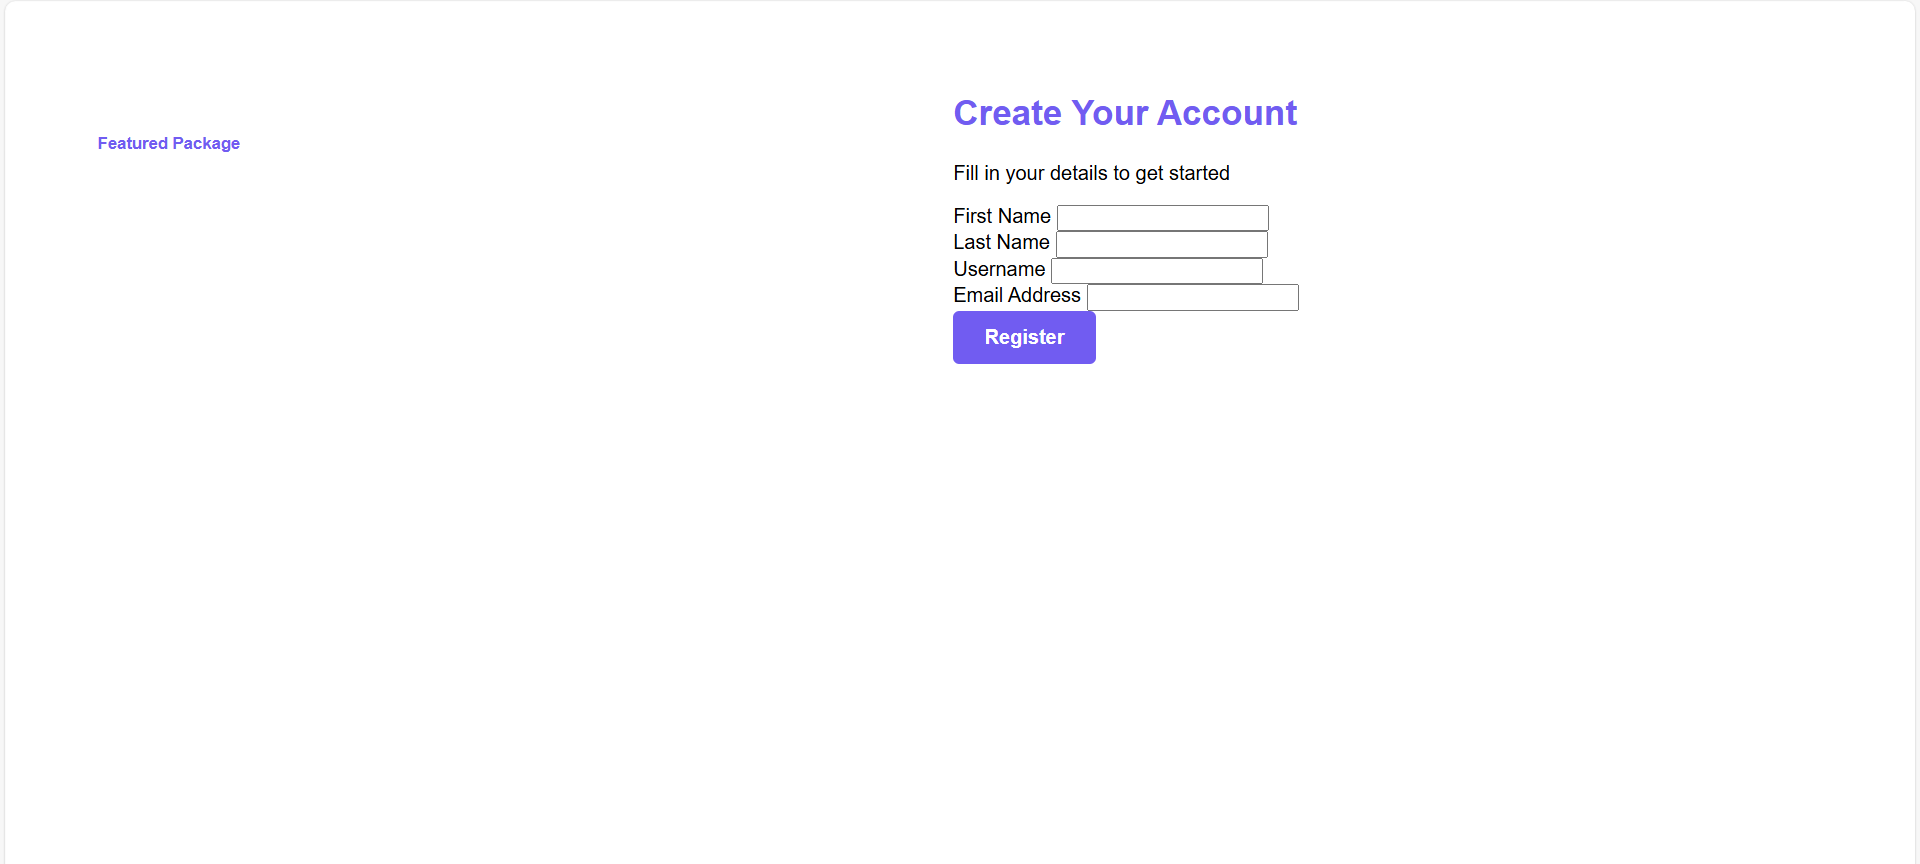 Featured Package
Create Your Account
Fill in your details to get started
First Name
Last Name
Username
Email Address
Register